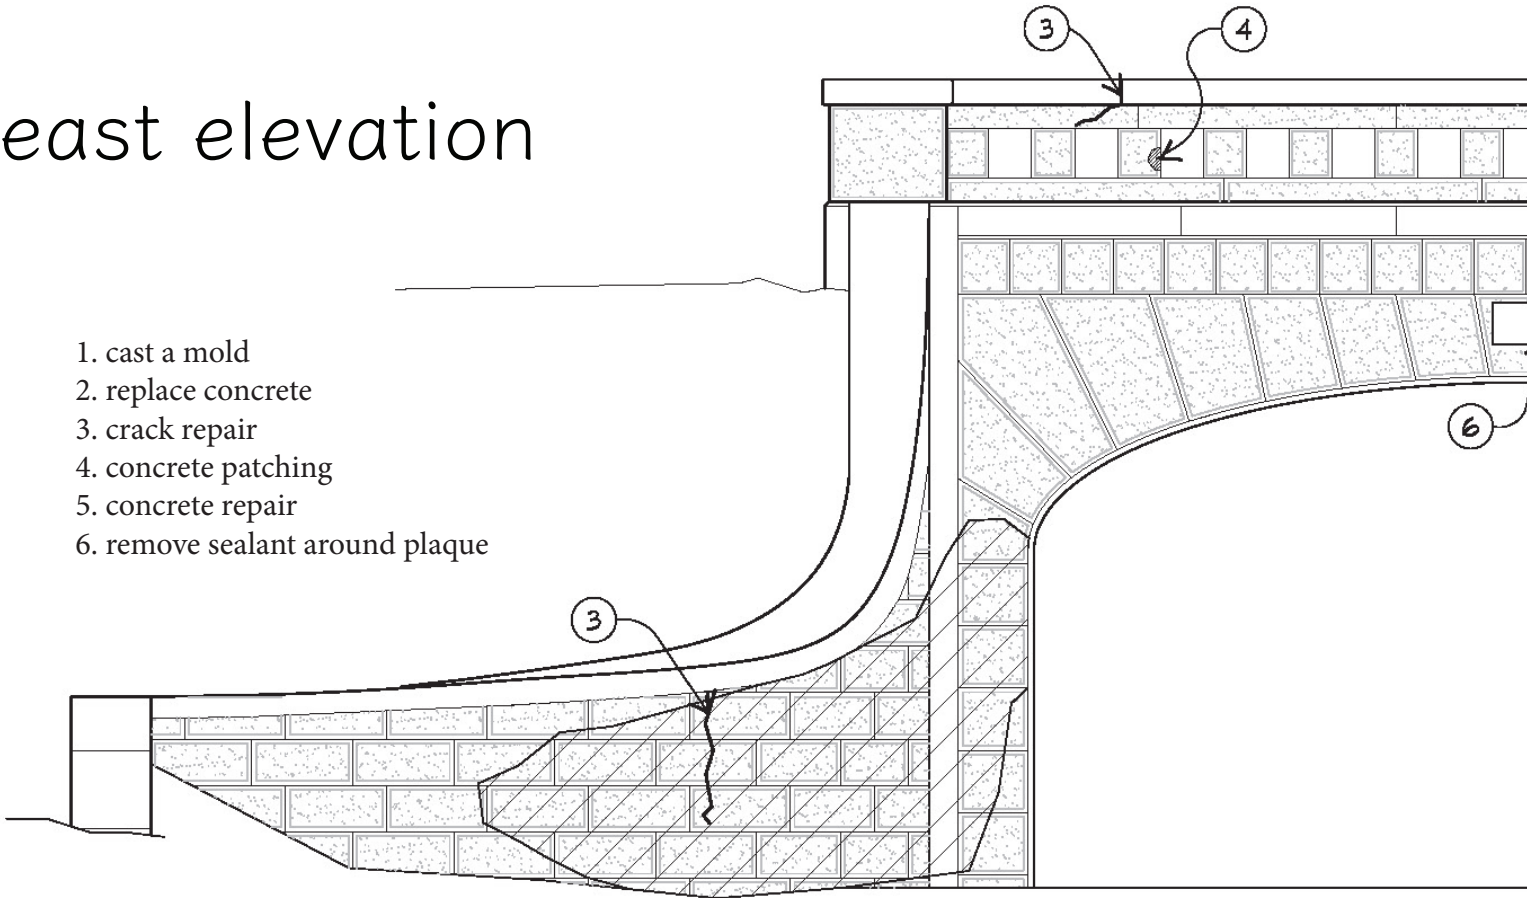 3 4
east elevation
1. cast a mold
2. replace concrete
3. crack repair
4. concrete patching
5. concrete repair
6. remove sealant around plaque
6
3